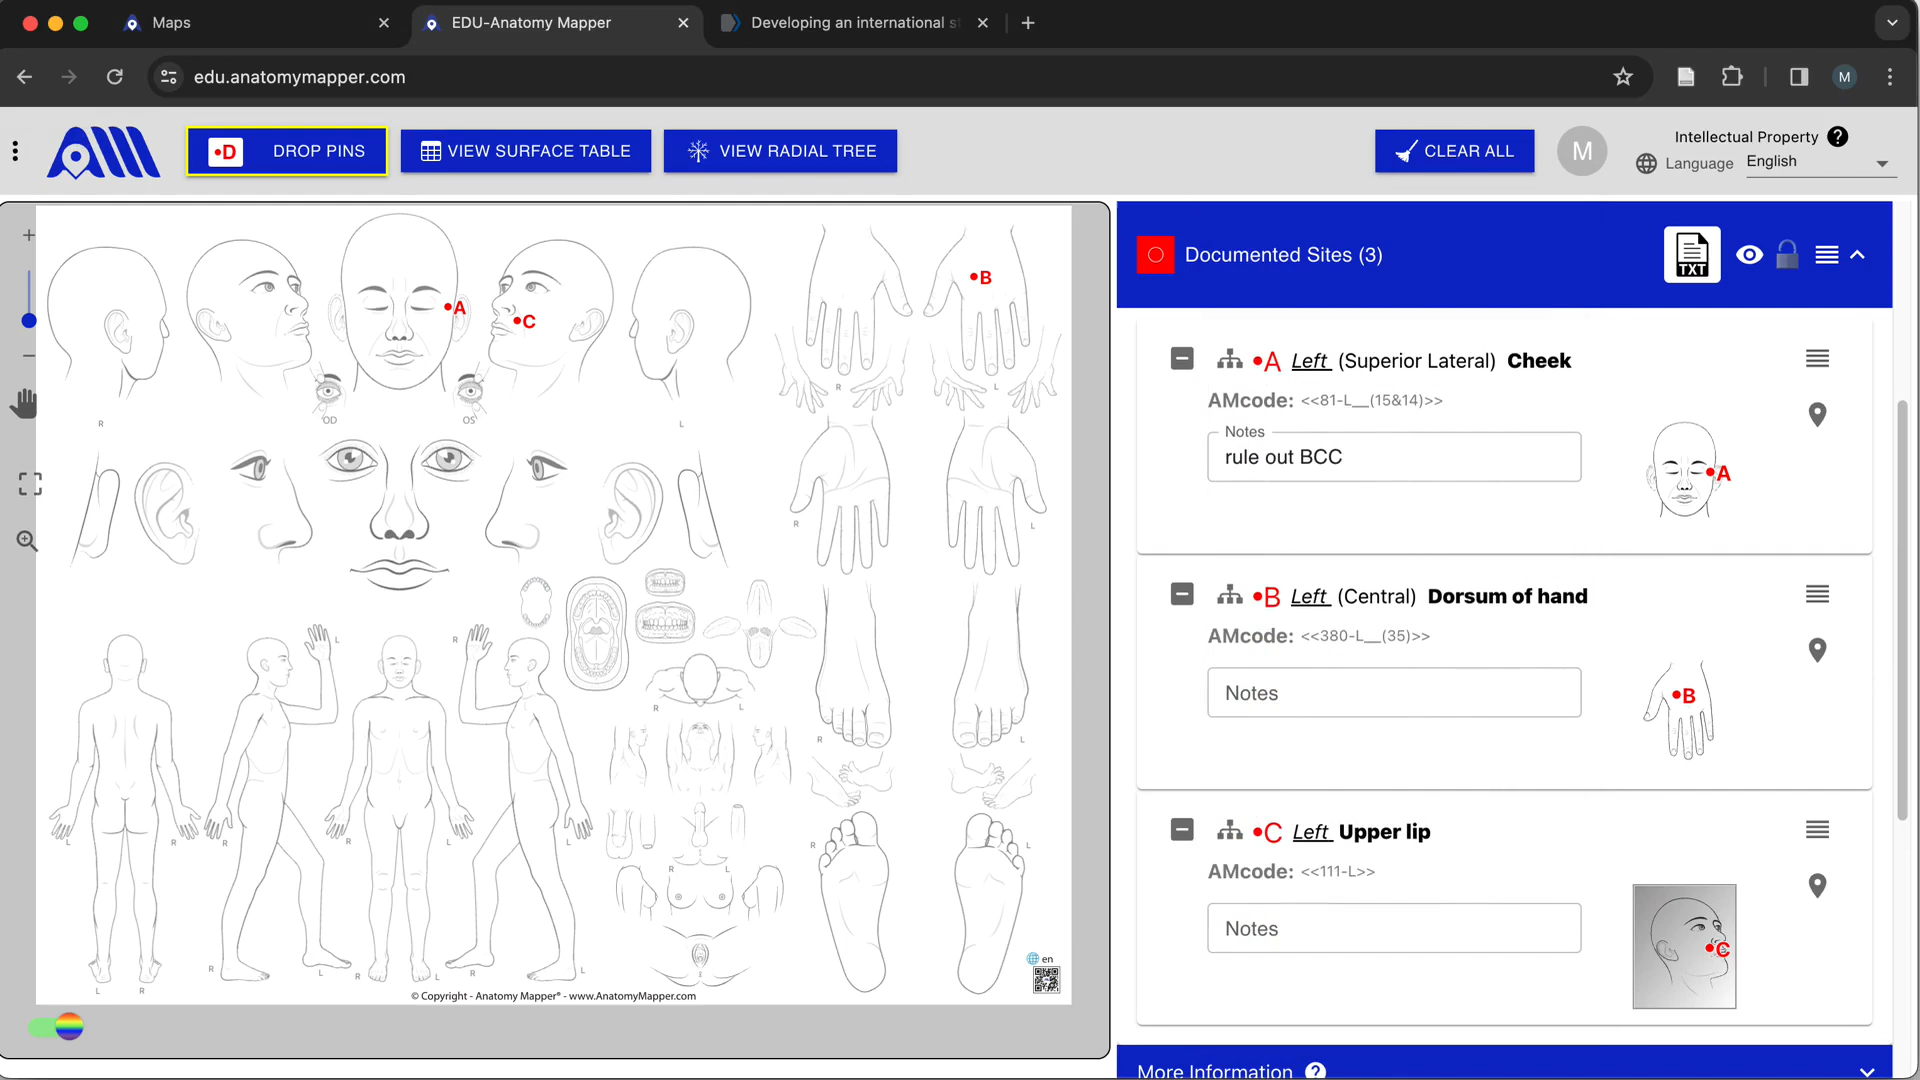 Maps
EDU-Anatomy Mapper
Developing an international s
edu.anatomymapper.com
M
•D DROP PINS
VIEW SURFACE TABLE
VIEW RADIAL TREE
CLEAR ALL
M
Intellectual Property ?
Language English
•A
•C
•B
R
OD
OS
L
R
L
R
L
L
R
R
L
R
L
R
L
R
L
R
L
R
L
L
R
R
L
R
L
R
L
en
© Copyright - Anatomy Mapper® - www.AnatomyMapper.com
Documented Sites (3)
TXT
•A Left (Superior Lateral) Cheek
AMcode: <<81-L__(15&14)>>
Notes
rule out BCC
•A
•B Left (Central) Dorsum of hand
AMcode: <<380-L__(35)>>
Notes
•B
•C Left Upper lip
AMcode: <<111-L>>
Notes
•C
More Information ?